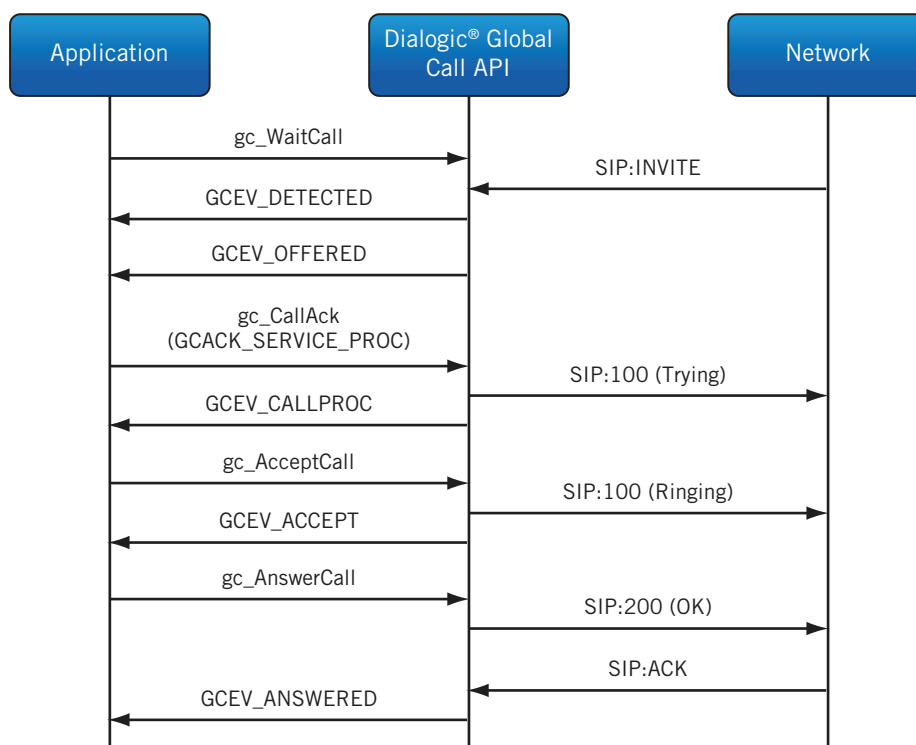 Application
Dialogic® Global
Call API
Network
gc_WaitCall
SIP:INVITE
GCEV_DETECTED
GCEV_OFFERED
gc_CallAck
(GCACK_SERVICE_PROC)
SIP:100 (Trying)
GCEV_CALLPROC
gc_AcceptCall
SIP:100 (Ringing)
GCEV_ACCEPT
gc_AnswerCall
SIP:200 (OK)
SIP:ACK
GCEV_ANSWERED